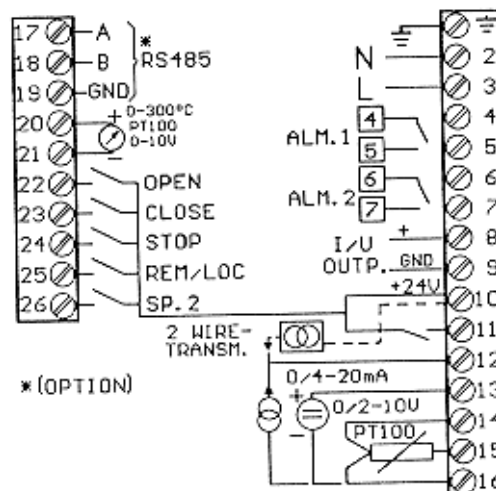 17 A
18 B
19 GND
* RS485
20 + 0-300°C
PT100
21 - 0-10V
22 OPEN
23 CLOSE
24 STOP
25 REM/LOC
26 SP.2
* (OPTION)
N 2
L 3
4 4
ALM.1
5 5
6 6
ALM.2
7 7
I/U + 8
OUTP. GND 9
+24V 10
11
2 WIRE-
TRANSM.
12
0/4-20mA 13
+ 0/2-10V
- 14
PT100 15
16